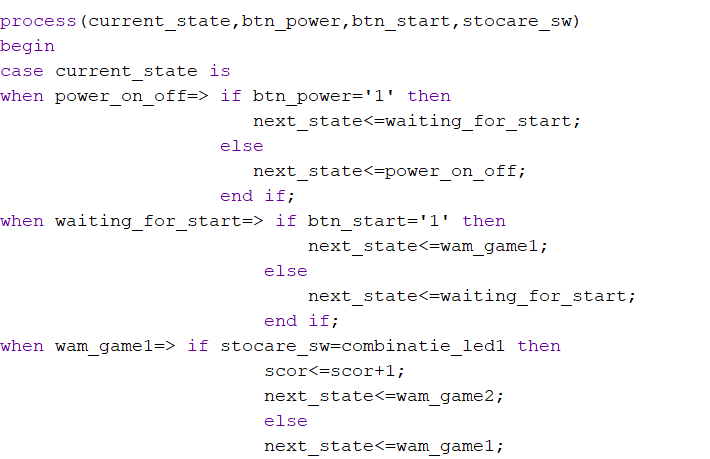 process(current_state,btn_power,btn_start,stocare_sw)
begin
case current_state is
when power_on_off=> if btn_power='1' then
next_state<=waiting_for_start;
else
next_state<=power_on_off;
end if;
when waiting_for_start=> if btn_start='1' then
next_state<=wam_game1;
else
next_state<=waiting_for_start;
end if;
when wam_game1=> if stocare_sw=combinatie_led1 then
scor<=scor+1;
next_state<=wam_game2;
else
next_state<=wam_game1;